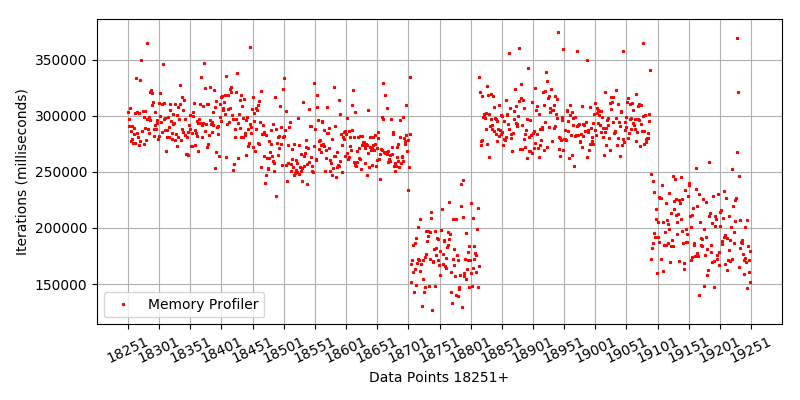 350000
300000
250000
200000
150000
Iterations (milliseconds)
Memory Profiler
18251 18301 18351 18401 18451 18501 18551 18601 18651 18701 18751 18801 18851 18901 18951 19001 19051 19101 19151 19201 19251
Data Points 18251+